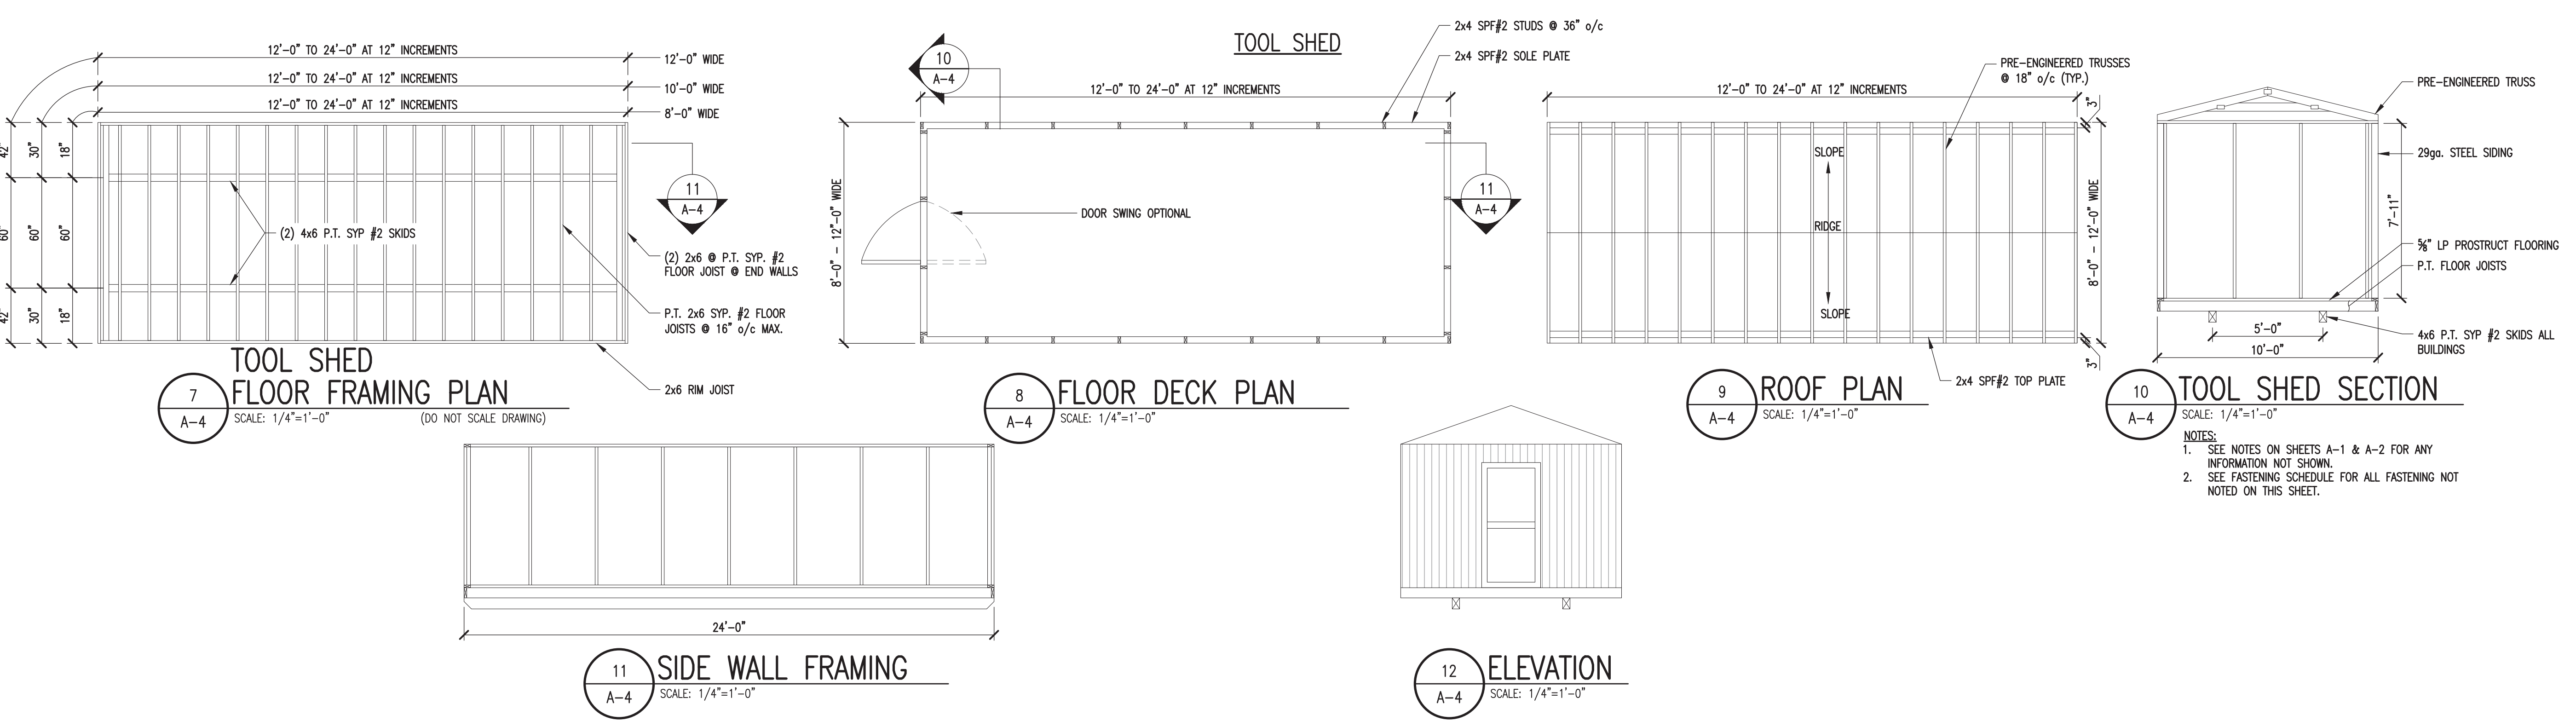 TOOL SHED
12'-0" TO 24'-0" AT 12" INCREMENTS
12'-0" WIDE
12'-0" TO 24'-0" AT 12" INCREMENTS
10'-0" WIDE
12'-0" TO 24'-0" AT 12" INCREMENTS
8'-0" WIDE
42"
30"
18"
60"
60"
60"
42"
30"
18"
(2) 4x6 P.T. SYP #2 SKIDS
11
A-4
(2) 2x6 @ P.T. SYP. #2
FLOOR JOIST @ END WALLS
P.T. 2x6 SYP. #2 FLOOR
JOISTS @ 16" o/c MAX.
2x6 RIM JOIST
TOOL SHED
7
A-4
FLOOR FRAMING PLAN
SCALE: 1/4"=1'-0"
(DO NOT SCALE DRAWING)
10
A-4
2x4 SPF#2 STUDS @ 36" o/c
2x4 SPF#2 SOLE PLATE
12'-0" TO 24'-0" AT 12" INCREMENTS
8'-0" - 12"-0" WIDE
DOOR SWING OPTIONAL
11
A-4
8
A-4
FLOOR DECK PLAN
SCALE: 1/4"=1'-0"
PRE-ENGINEERED TRUSSES
@ 18" o/c (TYP.)
12'-0" TO 24'-0" AT 12" INCREMENTS
3"
SLOPE
RIDGE
SLOPE
8'-0" - 12'-0" WIDE
3"
2x4 SPF#2 TOP PLATE
9
A-4
ROOF PLAN
SCALE: 1/4"=1'-0"
PRE-ENGINEERED TRUSS
29ga. STEEL SIDING
7'-11"
⅝" LP PROSTRUCT FLOORING
P.T. FLOOR JOISTS
5'-0"
10'-0"
4x6 P.T. SYP #2 SKIDS ALL
BUILDINGS
10
A-4
TOOL SHED SECTION
SCALE: 1/4"=1'-0"
NOTES:
1. SEE NOTES ON SHEETS A-1 & A-2 FOR ANY
INFORMATION NOT SHOWN.
2. SEE FASTENING SCHEDULE FOR ALL FASTENING NOT
NOTED ON THIS SHEET.
24'-0"
11
A-4
SIDE WALL FRAMING
SCALE: 1/4"=1'-0"
12
A-4
ELEVATION
SCALE: 1/4"=1'-0"